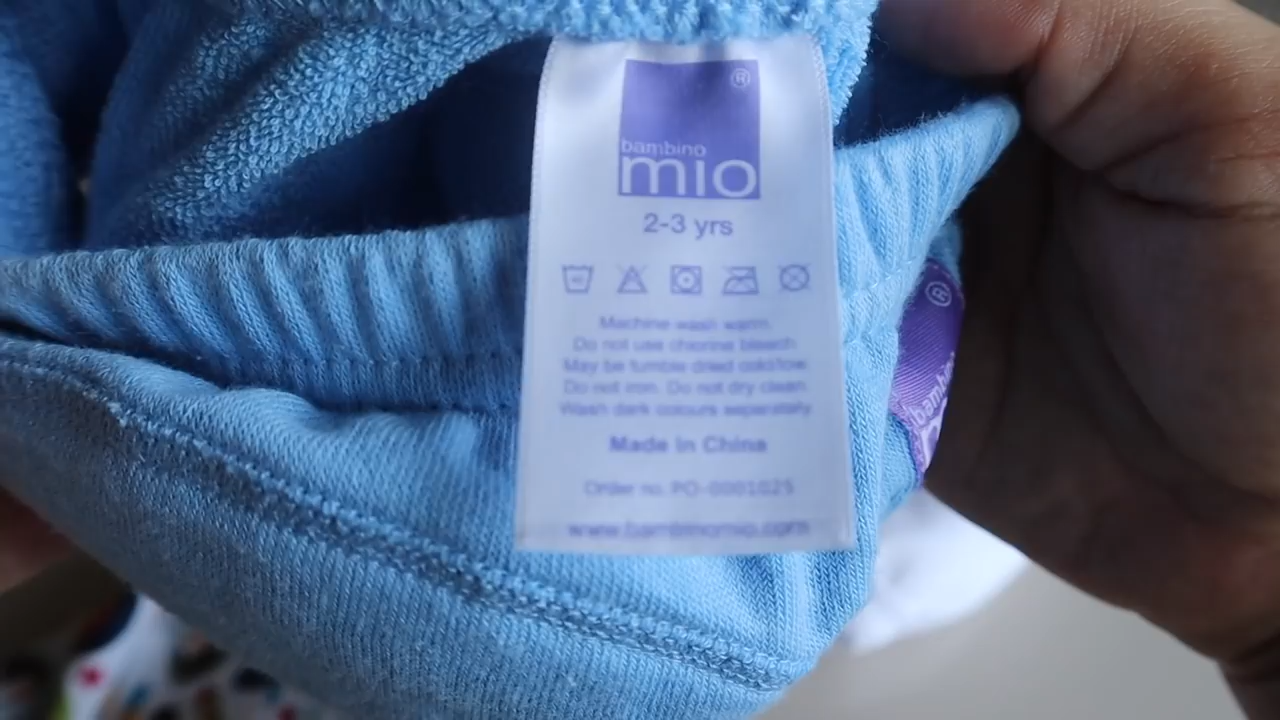 ®
bambino
mio
2-3 yrs
Machine wash warm.
Do not use chlorine bleach.
May be tumble dried cold/low.
Do not iron. Do not dry clean.
Wash dark colours separately.
Made in China
Order no. PO-0001025
www.bambinomio.com
®
bambino